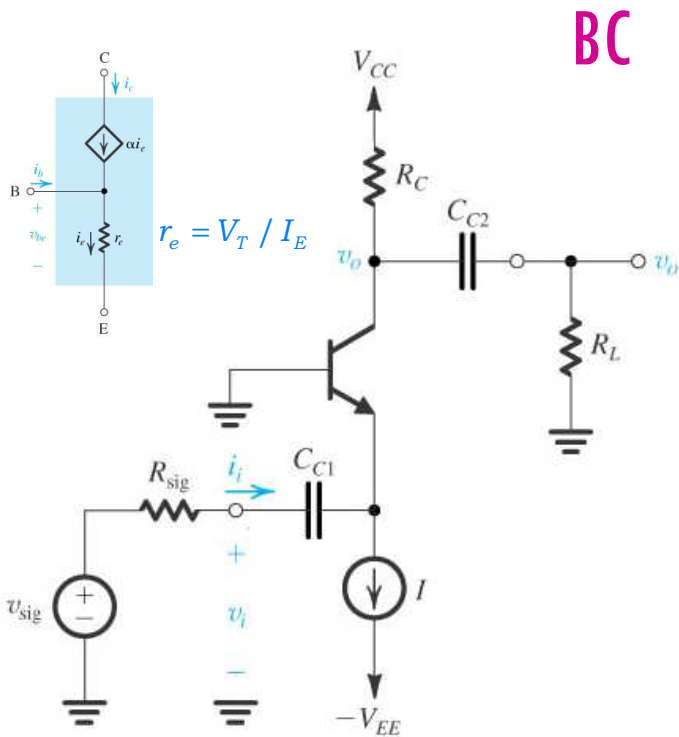 BC
C
i_c
αi_e
i_b
B
+
v_be
−
i_e
r_e
r_e = V_T / I_E
E
V_CC
R_C
C_C2
v_o
v_o
R_L
R_sig
i_i
C_C1
+
v_sig
+
−
v_i
−
I
−V_EE